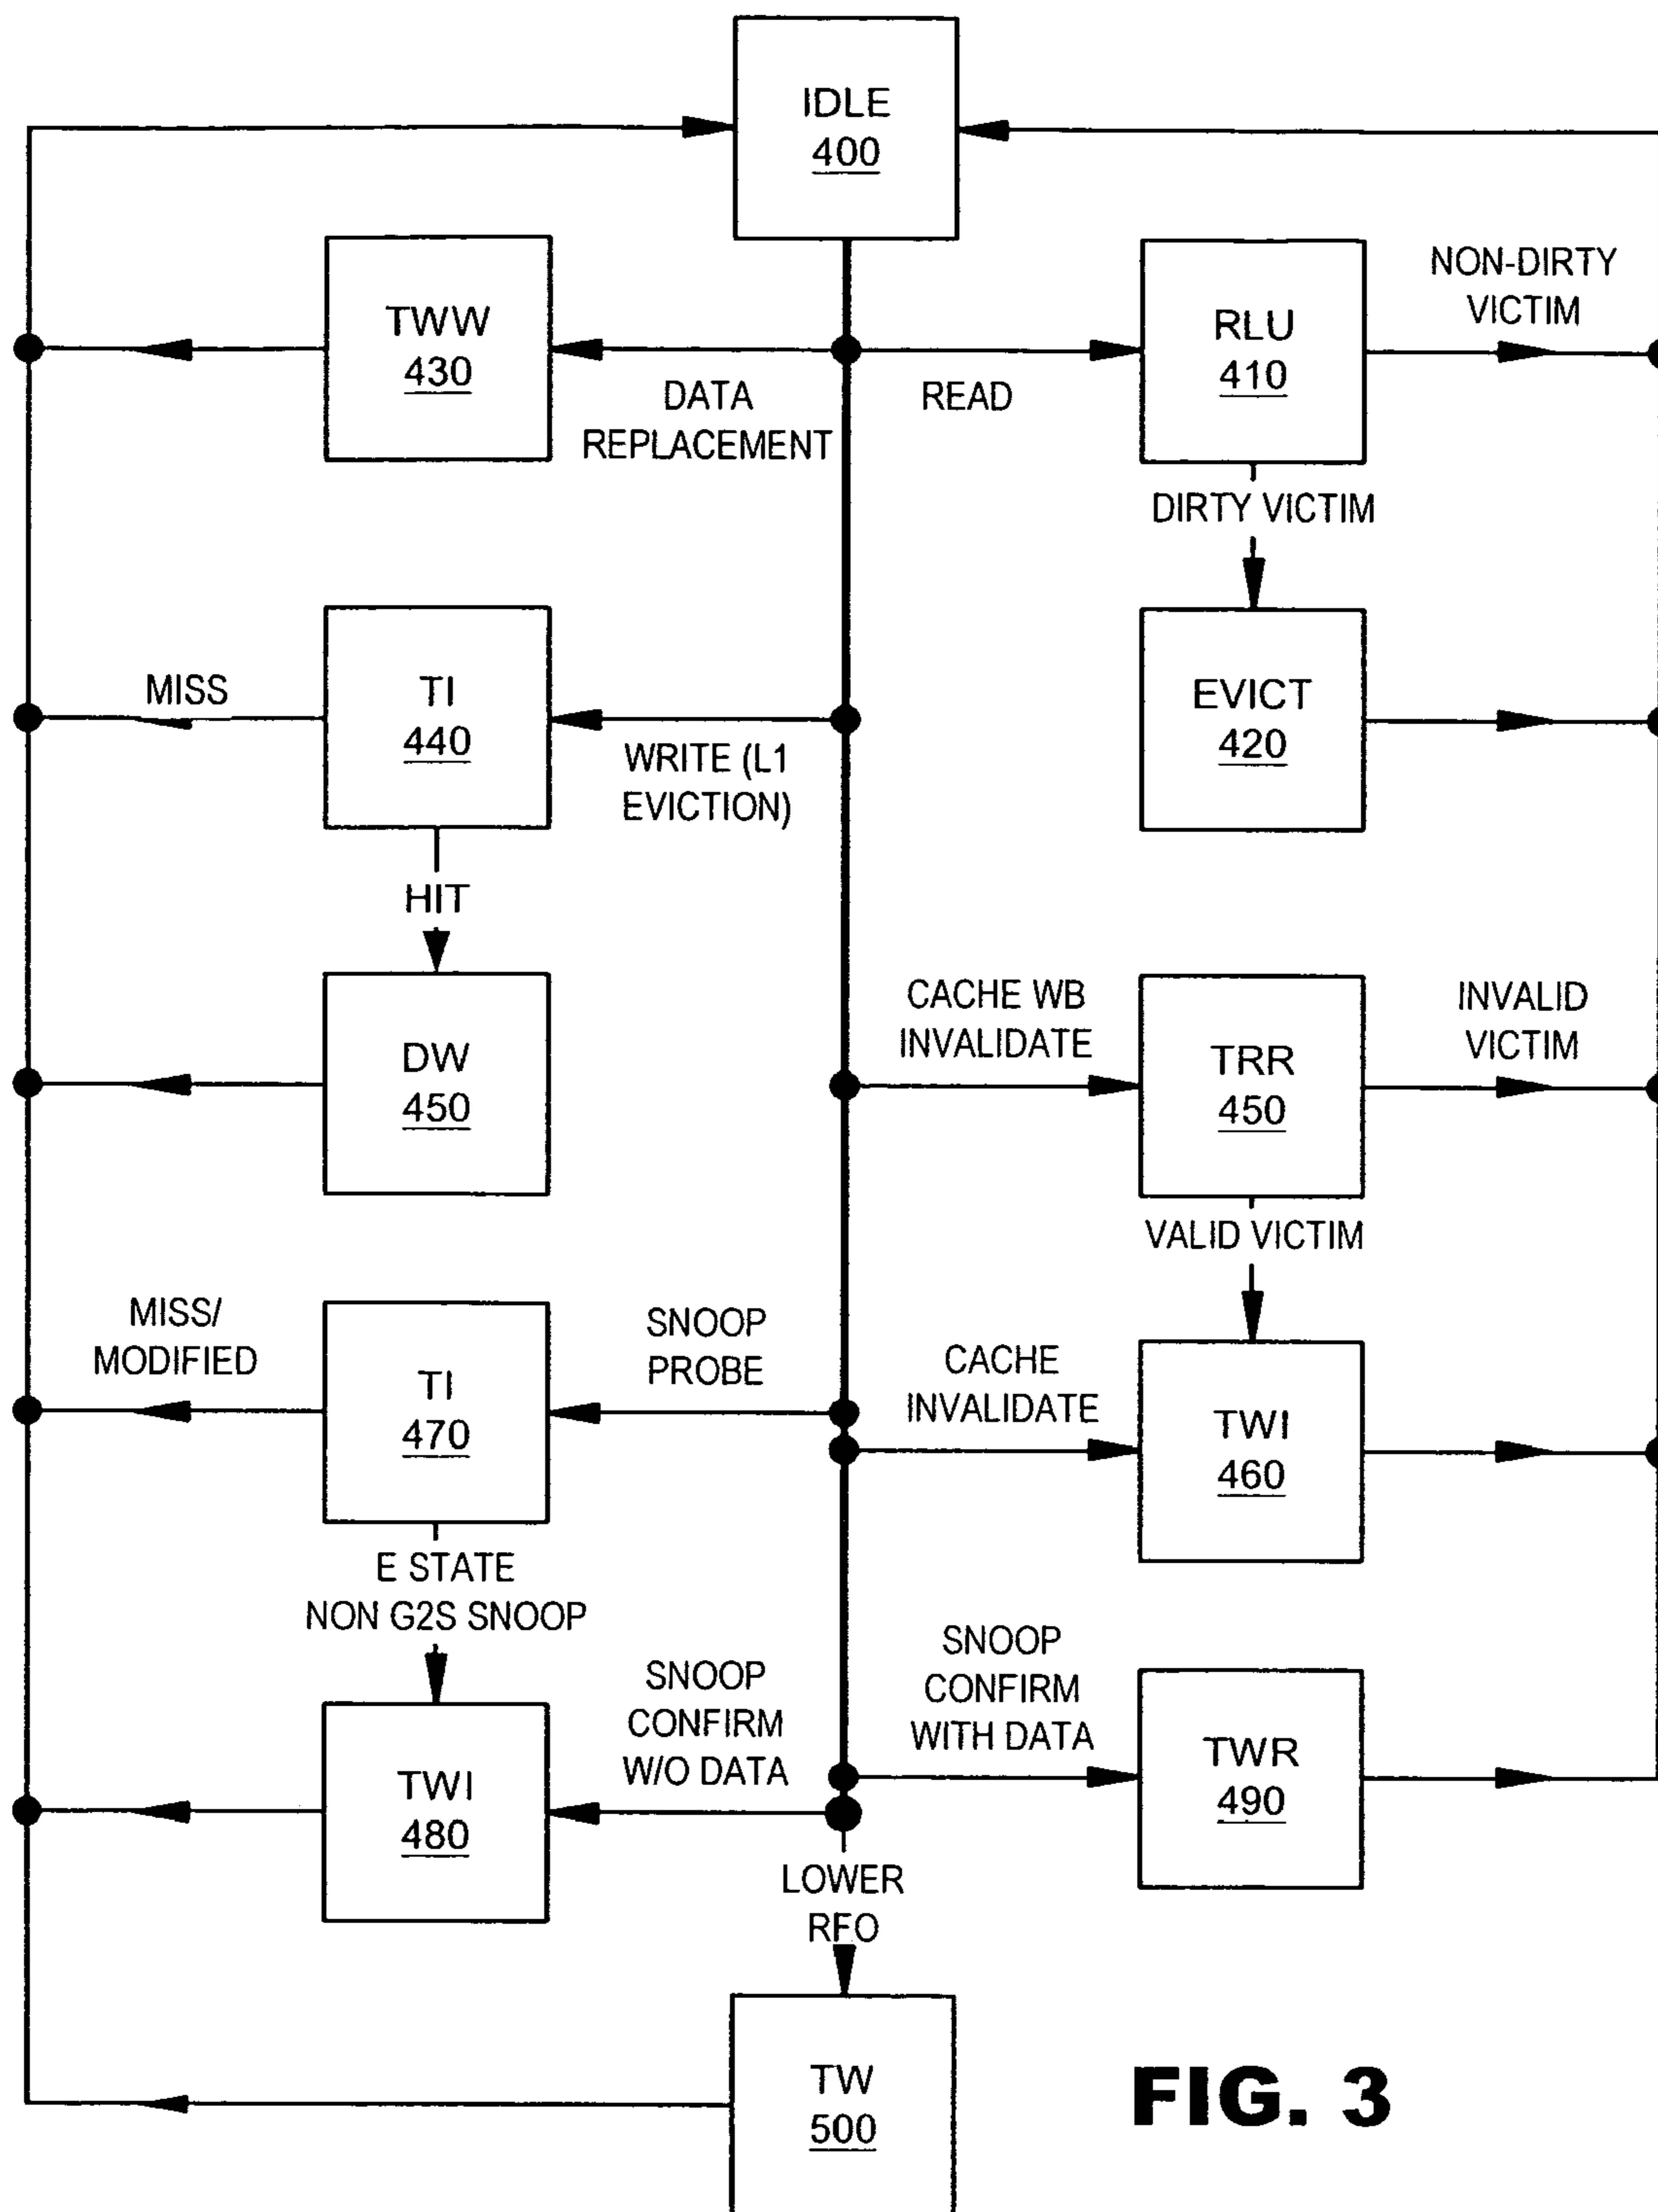 IDLE
400
TWW
430
DATA
REPLACEMENT
READ
RLU
410
NON-DIRTY
VICTIM
DIRTY VICTIM
MISS
TI
440
WRITE (L1
EVICTION)
EVICT
420
HIT
DW
450
CACHE WB
INVALIDATE
TRR
450
INVALID
VICTIM
VALID VICTIM
MISS/
MODIFIED
TI
470
SNOOP
PROBE
CACHE
INVALIDATE
TWI
460
E STATE
NON G2S SNOOP
TWI
480
SNOOP
CONFIRM
W/O DATA
SNOOP
CONFIRM
WITH DATA
TWR
490
LOWER
RFO
TW
500
FIG. 3